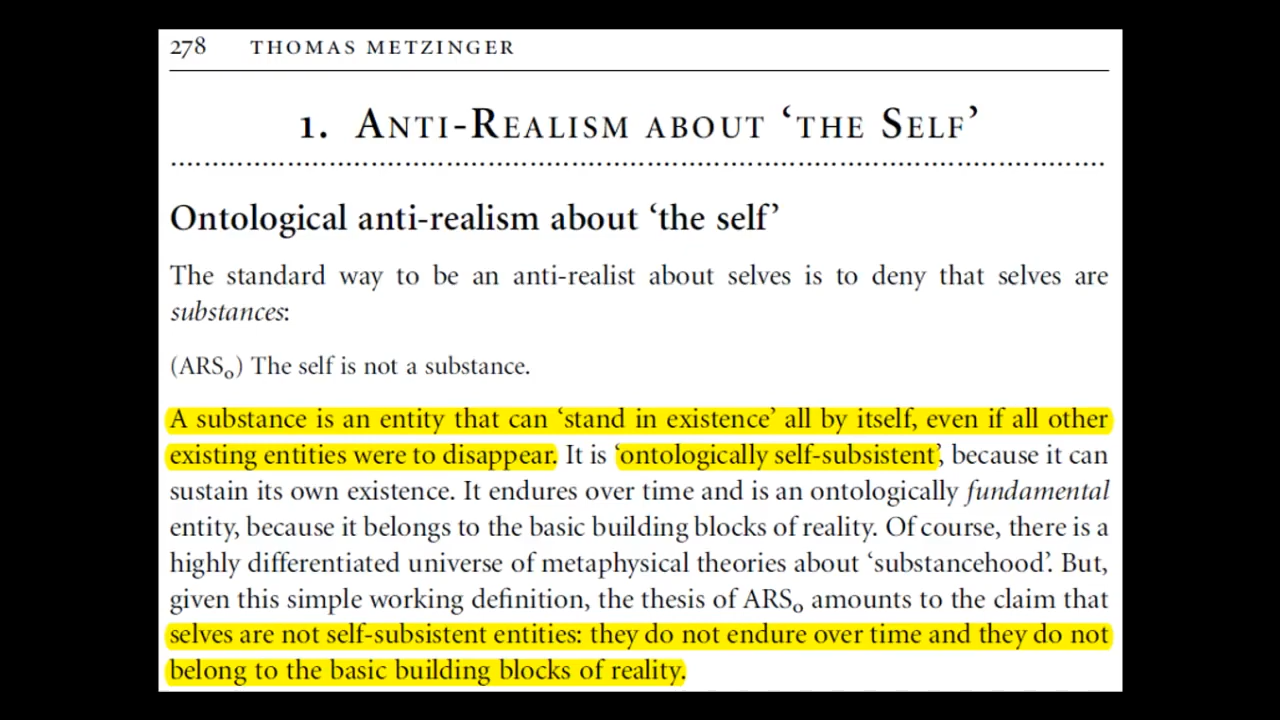 278 THOMAS METZINGER
1. ANTI-REALISM ABOUT ‘THE SELF’
Ontological anti-realism about ‘the self’
The standard way to be an anti-realist about selves is to deny that selves are
substances:
(ARSₒ) The self is not a substance.
A substance is an entity that can ‘stand in existence’ all by itself, even if all other
existing entities were to disappear. It is ‘ontologically self-subsistent’, because it can
sustain its own existence. It endures over time and is an ontologically fundamental
entity, because it belongs to the basic building blocks of reality. Of course, there is a
highly differentiated universe of metaphysical theories about ‘substancehood’. But,
given this simple working definition, the thesis of ARSₒ amounts to the claim that
selves are not self-subsistent entities: they do not endure over time and they do not
belong to the basic building blocks of reality.